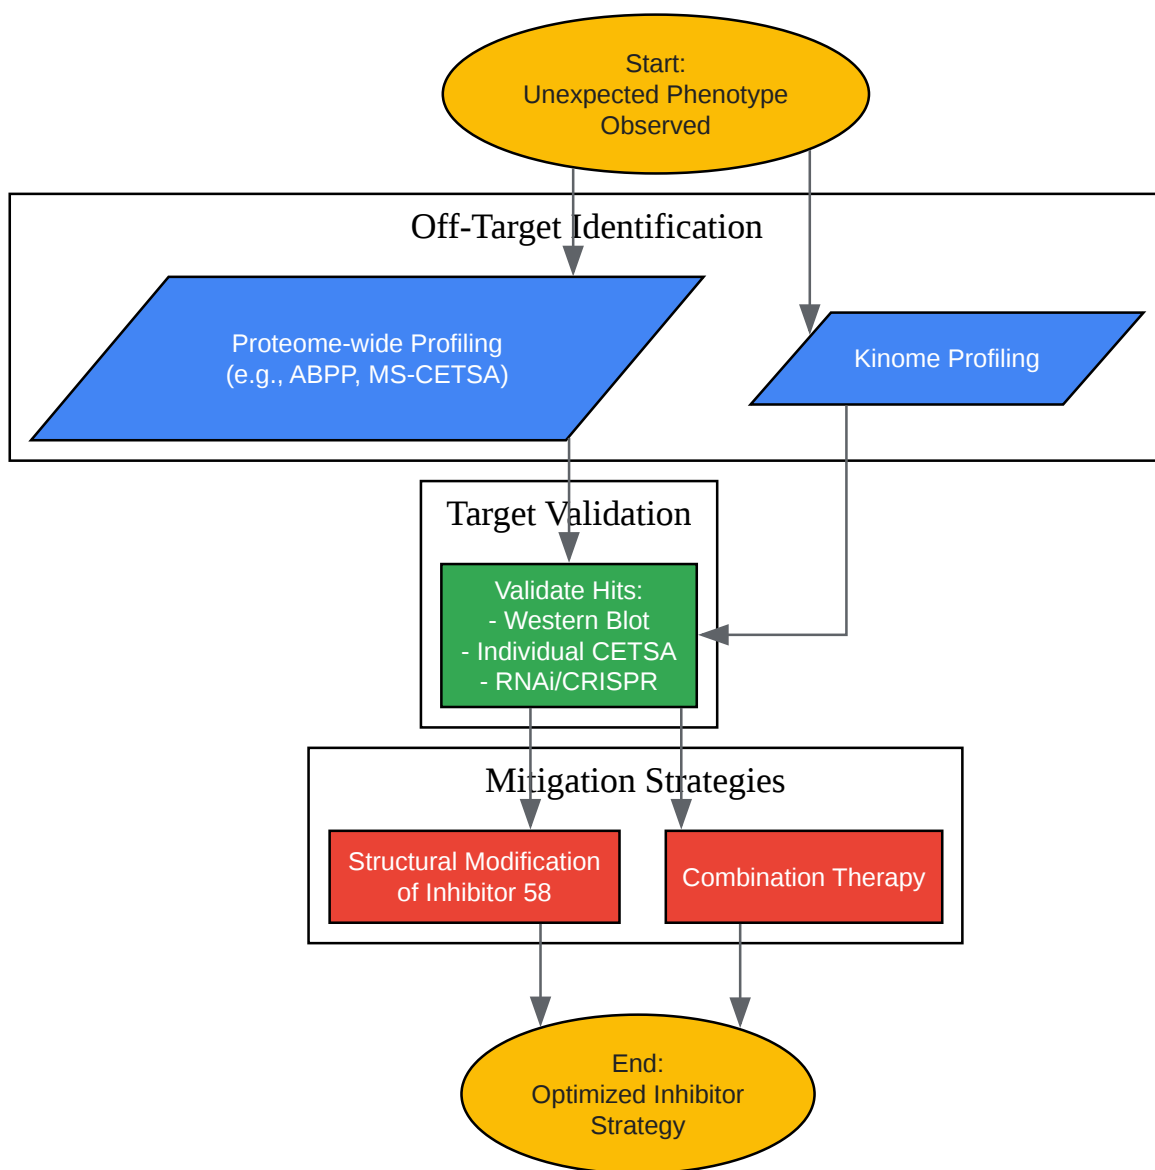 Start:
Unexpected Phenotype
Observed
Off-Target Identification
Proteome-wide Profiling
(e.g., ABPP, MS-CETSA)
Kinome Profiling
Target Validation
Validate Hits:
- Western Blot
- Individual CETSA
- RNAi/CRISPR
Mitigation Strategies
Structural Modification
of Inhibitor 58
Combination Therapy
End:
Optimized Inhibitor
Strategy